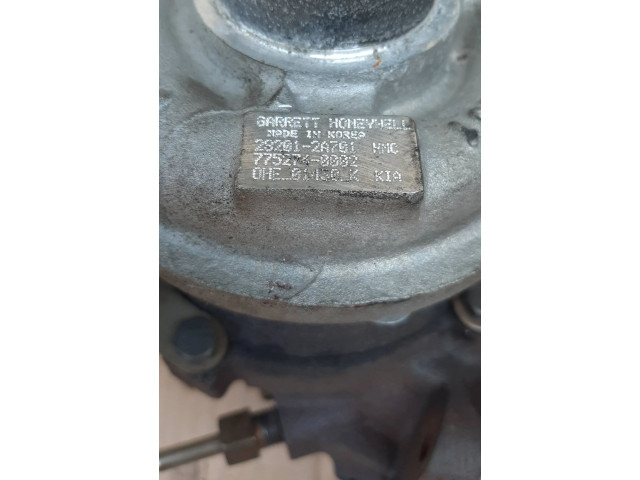 GARRETT HONEYWELL
MADE IN KOREA
28201-2A701 HMC
775274-0002
KIA